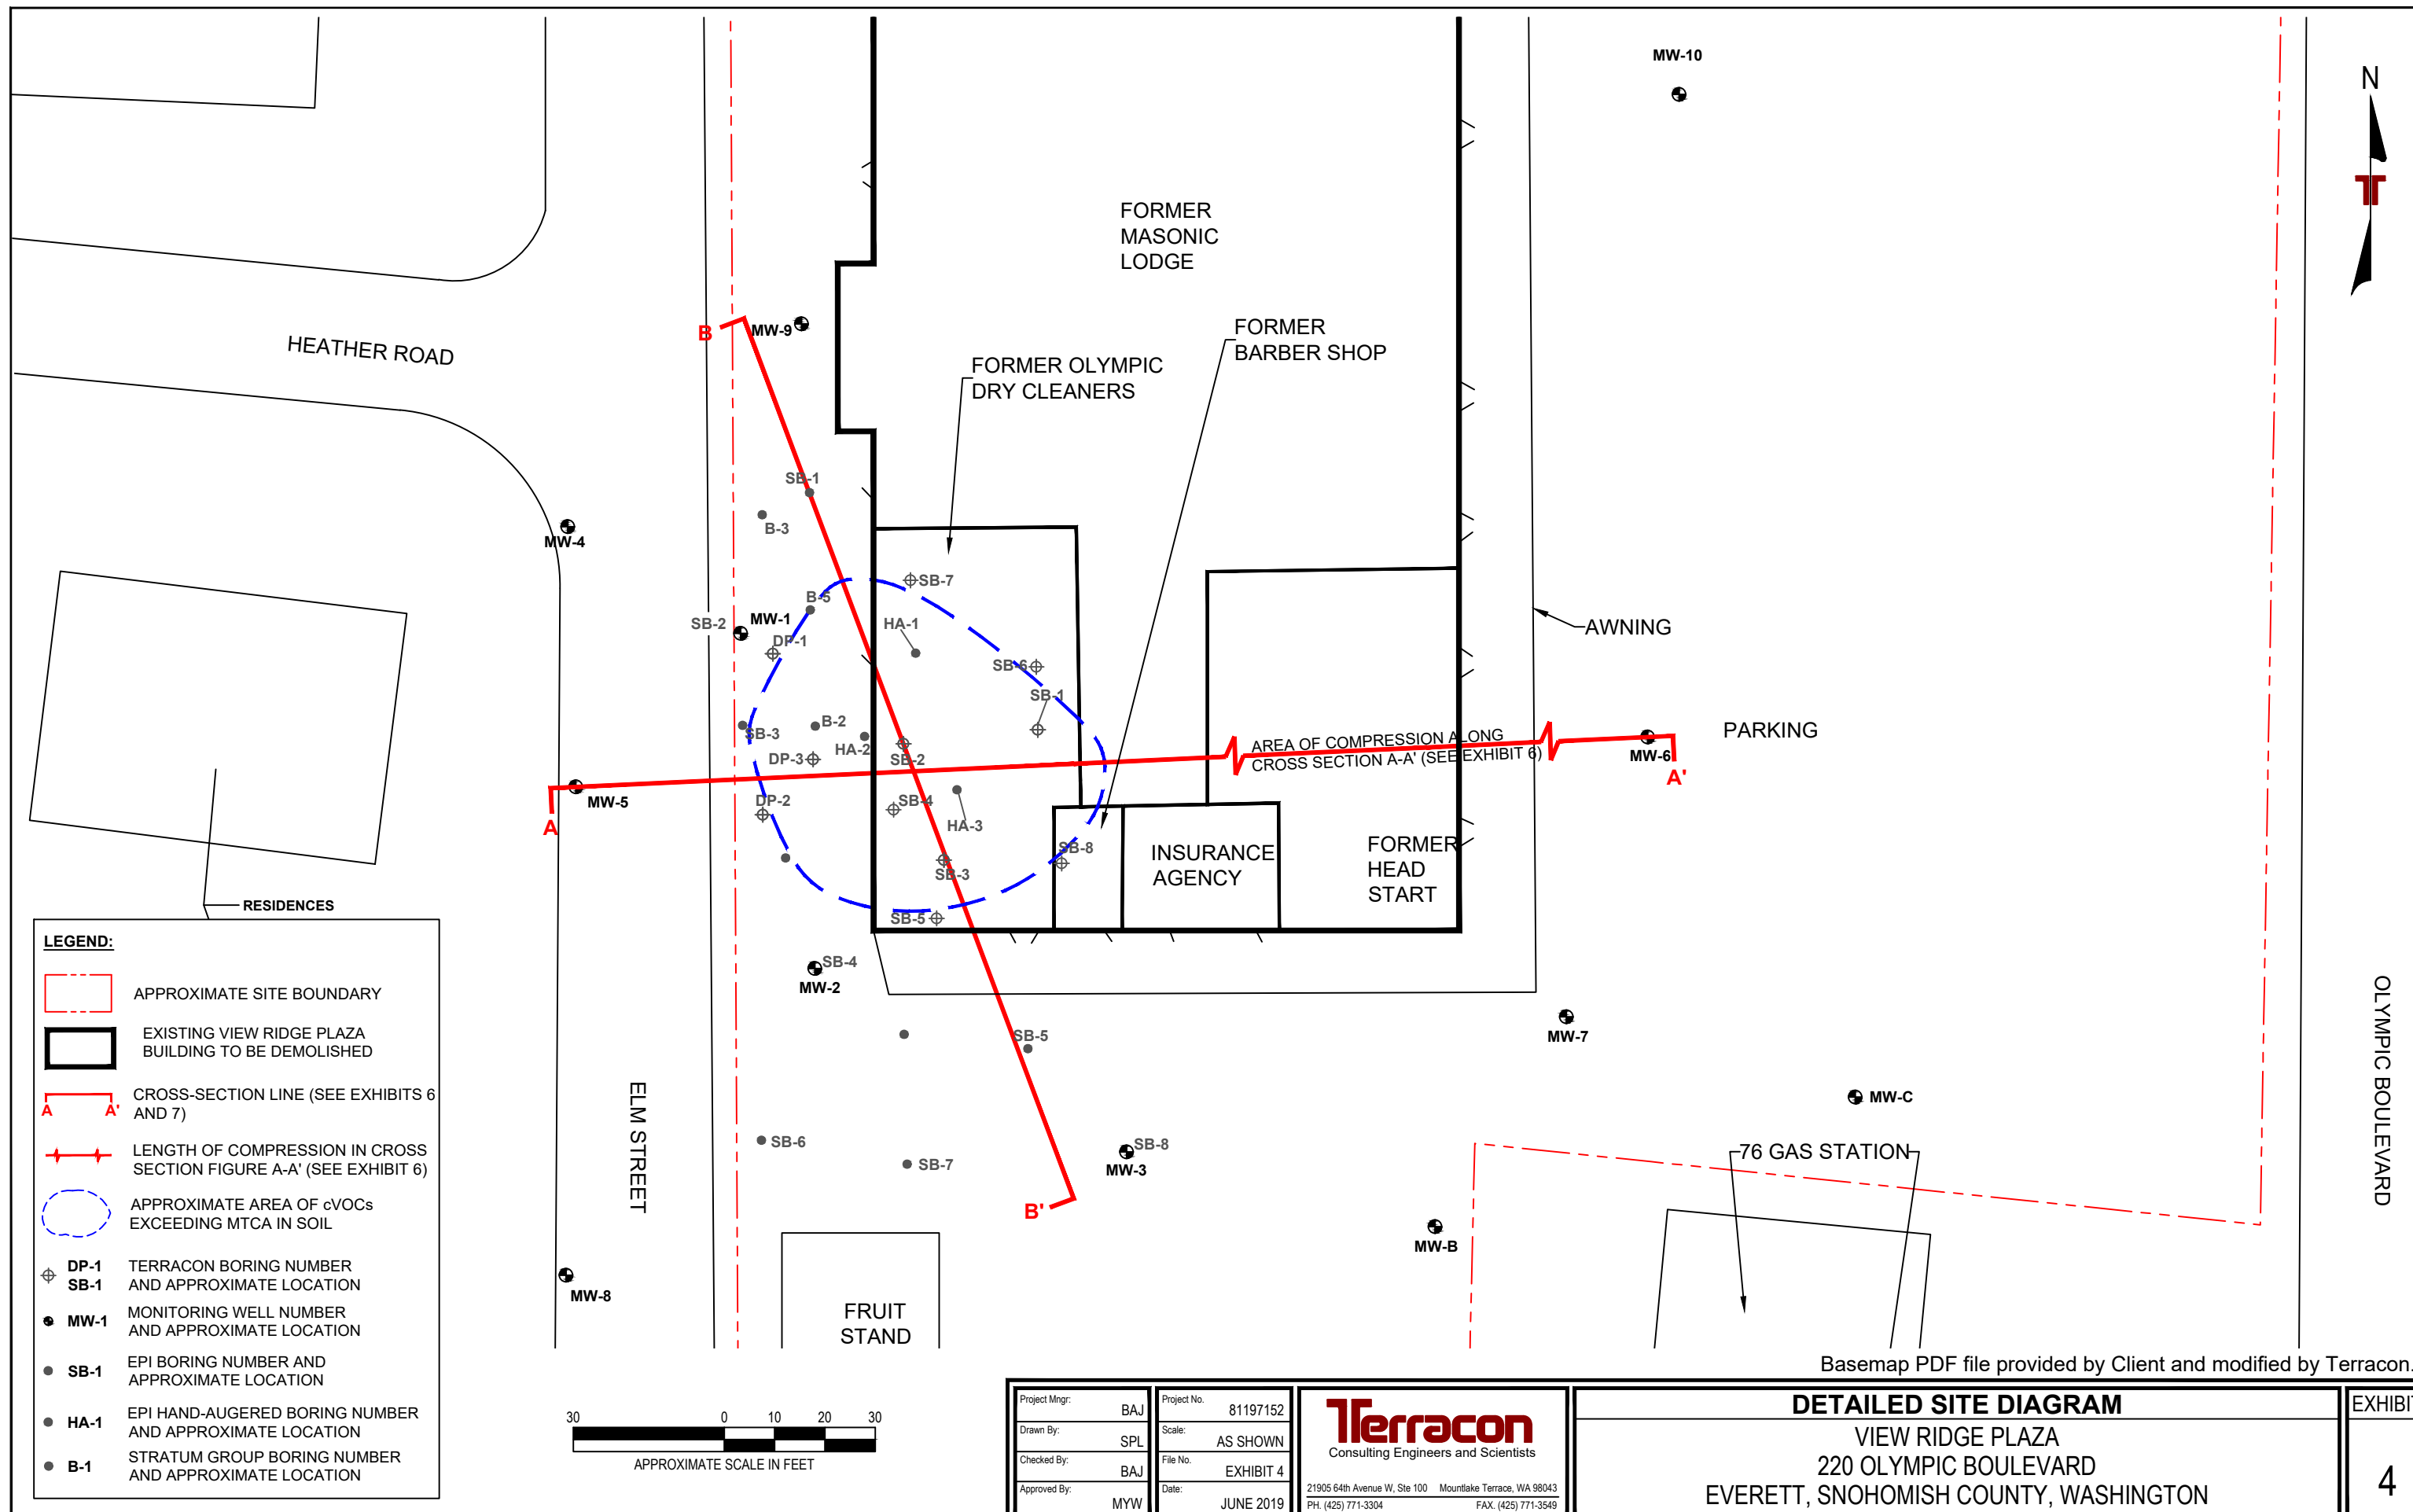 MW-10
N
FORMER
MASONIC
LODGE
HEATHER ROAD
B
MW-9
FORMER
BARBER SHOP
FORMER OLYMPIC
DRY CLEANERS
SB-1
B-3
MW-4
SB-7
B-5
SB-2
MW-1
DP-1
HA-1
AWNING
SB-6
SB-1
SB-3
B-2
HA-2
DP-3
SB-2
AREA OF COMPRESSION ALONG
CROSS SECTION A-A' (SEE EXHIBIT 6)
PARKING
MW-6
A'
MW-5
A
DP-2
SB-4
HA-3
SB-8
SB-3
INSURANCE
AGENCY
FORMER
HEAD
START
SB-5
RESIDENCES
SB-4
MW-2
OLYMPIC BOULEVARD
MW-7
SB-5
ELM STREET
MW-C
SB-6
SB-7
SB-8
MW-3
76 GAS STATION
B'
MW-B
MW-8
FRUIT
STAND
LEGEND:
APPROXIMATE SITE BOUNDARY
EXISTING VIEW RIDGE PLAZA
BUILDING TO BE DEMOLISHED
CROSS-SECTION LINE (SEE EXHIBITS 6
A A' AND 7)
LENGTH OF COMPRESSION IN CROSS
SECTION FIGURE A-A' (SEE EXHIBIT 6)
APPROXIMATE AREA OF cVOCs
EXCEEDING MTCA IN SOIL
DP-1 TERRACON BORING NUMBER
SB-1 AND APPROXIMATE LOCATION
MW-1 MONITORING WELL NUMBER
AND APPROXIMATE LOCATION
SB-1 EPI BORING NUMBER AND
APPROXIMATE LOCATION
HA-1 EPI HAND-AUGERED BORING NUMBER
AND APPROXIMATE LOCATION
B-1 STRATUM GROUP BORING NUMBER
AND APPROXIMATE LOCATION
30 0 10 20 30
APPROXIMATE SCALE IN FEET
Basemap PDF file provided by Client and modified by Terracon.
Project Mngr: BAJ
Drawn By: SPL
Checked By: BAJ
Approved By: MYW
Project No. 81197152
Scale: AS SHOWN
File No. EXHIBIT 4
Date: JUNE 2019
Terracon
Consulting Engineers and Scientists
21905 64th Avenue W, Ste 100 Mountlake Terrace, WA 98043
PH. (425) 771-3304 FAX. (425) 771-3549
DETAILED SITE DIAGRAM
VIEW RIDGE PLAZA
220 OLYMPIC BOULEVARD
EVERETT, SNOHOMISH COUNTY, WASHINGTON
EXHIBIT
4